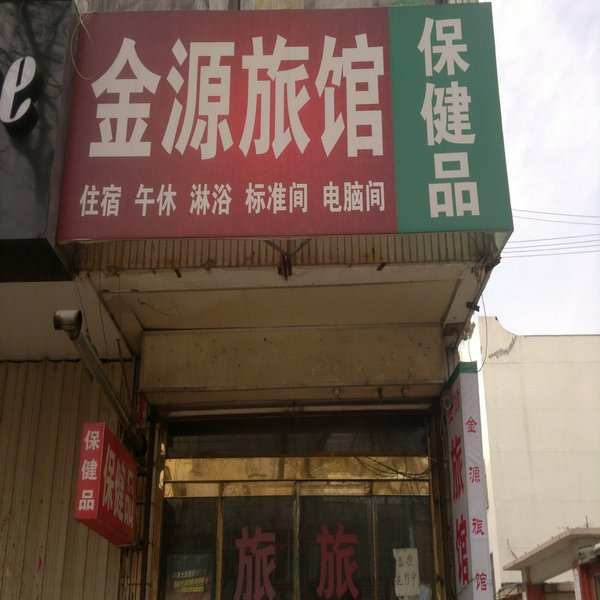 e
金源旅馆
住宿 午休 淋浴 标准间 电脑间
保健品
保健品
保健品
旅 旅
旅馆
金源旅馆